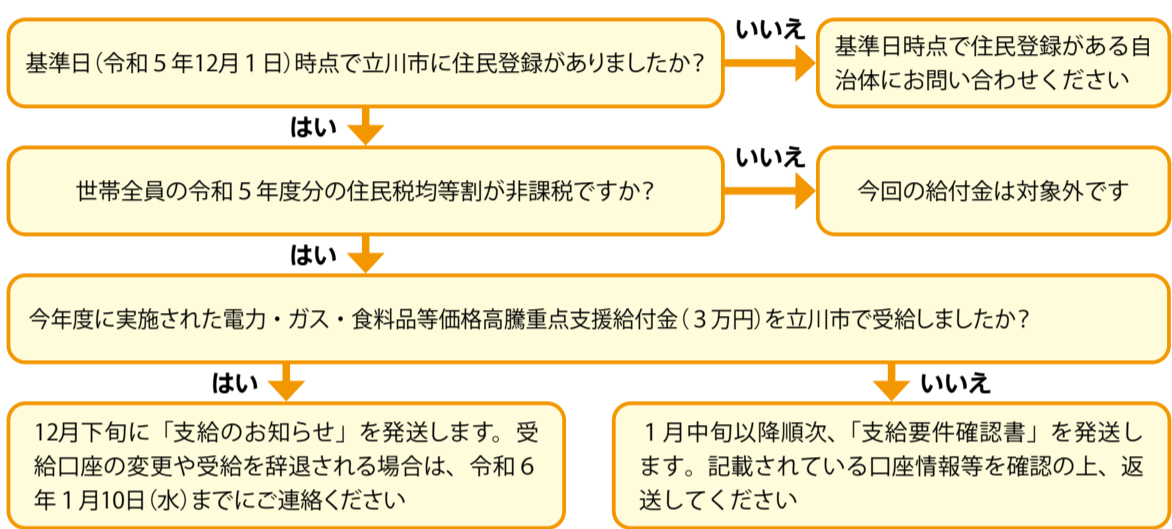 基準日（令和５年12月１日）時点で立川市に住民登録がありましたか？
いいえ
基準日時点で住民登録がある自
治体にお問い合わせください
はい
世帯全員の令和５年度分の住民税均等割が非課税ですか？
いいえ
今回の給付金は対象外です
はい
今年度に実施された電力・ガス・食料品等価格高騰重点支援給付金（３万円）を立川市で受給しましたか？
はい
12月下旬に「支給のお知らせ」を発送します。受
給口座の変更や受給を辞退される場合は、令和６
年１月10日（水）までにご連絡ください
いいえ
１月中旬以降順次、「支給要件確認書」を発送し
ます。記載されている口座情報等を確認の上、返
送してください